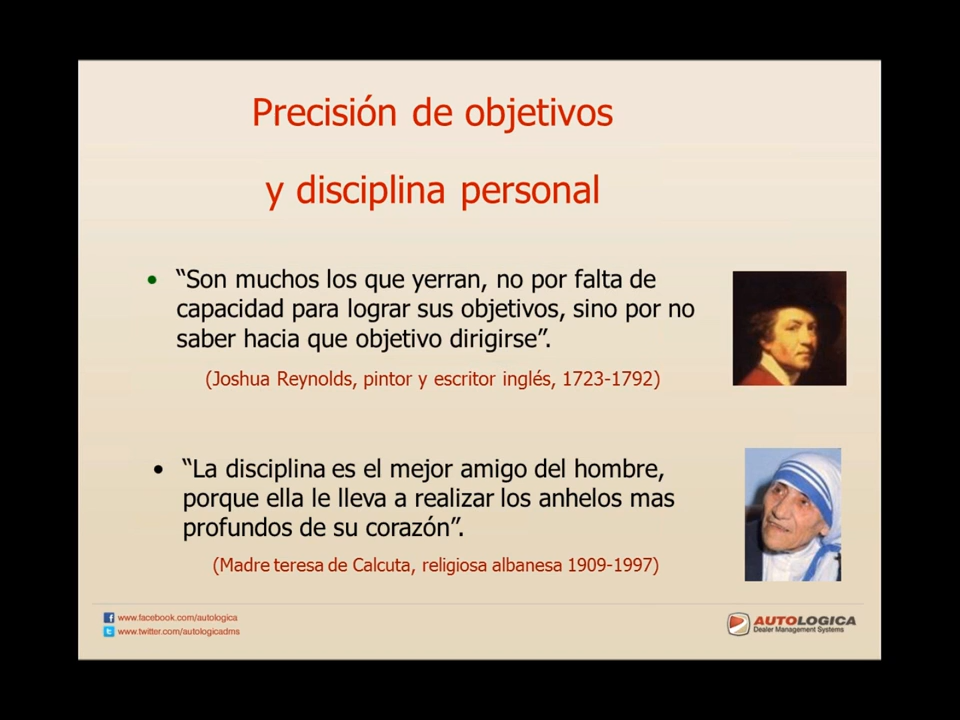 Precisión de objetivos
y disciplina personal
• “Son muchos los que yerran, no por falta de
capacidad para lograr sus objetivos, sino por no
saber hacia que objetivo dirigirse”.
(Joshua Reynolds, pintor y escritor inglés, 1723-1792)
• “La disciplina es el mejor amigo del hombre,
porque ella le lleva a realizar los anhelos mas
profundos de su corazón”.
(Madre teresa de Calcuta, religiosa albanesa 1909-1997)
www.facebook.com/autologica
www.twitter.com/autologicadms
AUTOLOGICA
Dealer Management Systems